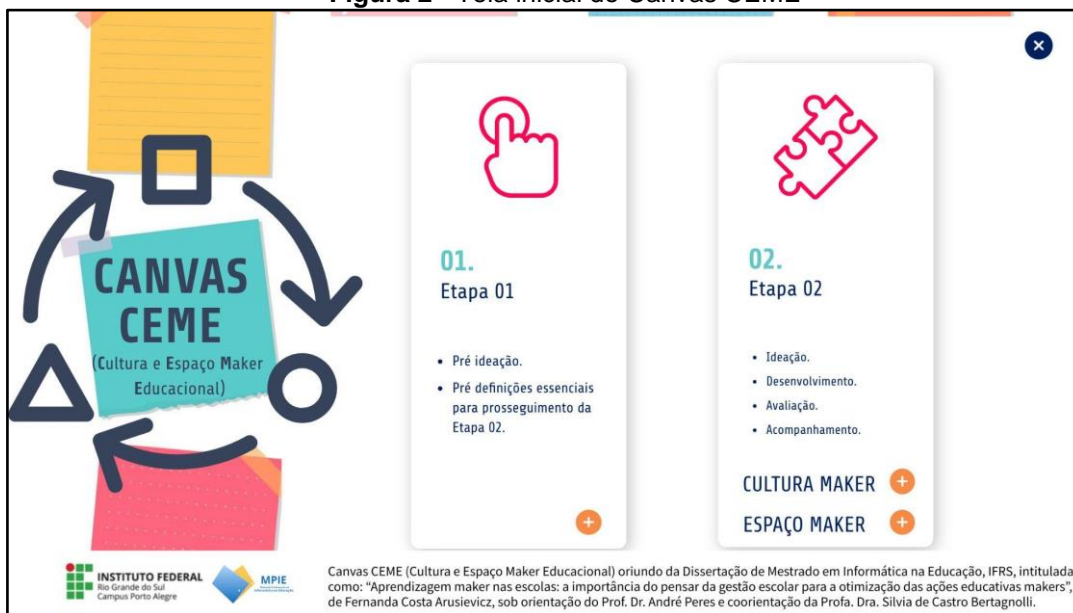 Figura 2 - Tela inicial do Canvas CEME
CANVAS
CEME
(Cultura e Espaço Maker
Educacional)
01.
Etapa 01
• Pré ideação.
• Pré definições essenciais
para prosseguimento da
Etapa 02.
02.
Etapa 02
• Ideação.
• Desenvolvimento.
• Avaliação.
• Acompanhamento.
CULTURA MAKER
ESPAÇO MAKER
INSTITUTO FEDERAL
Rio Grande do Sul
Campus Porto Alegre
MPIE
Canvas CEME (Cultura e Espaço Maker Educacional) oriundo da Dissertação de Mestrado em Informática na Educação, IFRS, intitulada
como: “Aprendizagem maker nas escolas: a importância do pensar da gestão escolar para a otimização das ações educativas makers”,
de Fernanda Costa Arusievicz, sob orientação do Prof. Dr. André Peres e coorientação da Profa. Dra. Silvia de Castro Bertagnolli.